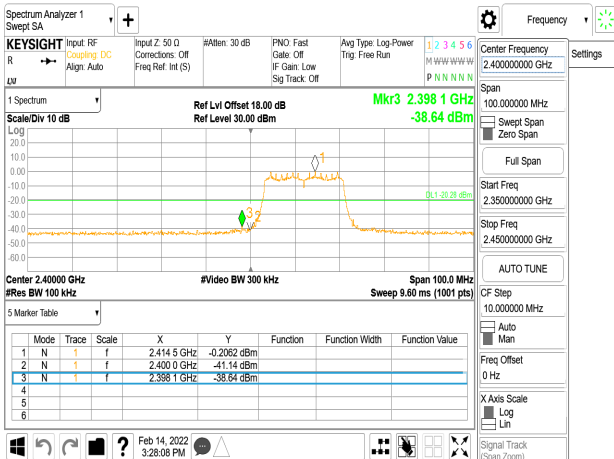 Spectrum Analyzer 1
Swept SA
Frequency
KEYSIGHT
R
Input: RF
Coupling: DC
Align: Auto
Input Z: 50 Ω
Corrections: Off
Freq Ref: Int (S)
#Atten: 30 dB
PNO: Fast
Gate: Off
IF Gain: Low
Sig Track: Off
Avg Type: Log-Power
Trig: Free Run
1 2 3 4 5 6
M W W W W W
P N N N N N
LXI
1 Spectrum
Scale/Div 10 dB
Ref Lvl Offset 18.00 dB
Ref Level 30.00 dBm
Mkr3 2.398 1 GHz
-38.64 dBm
Log
20.0
10.0
0.00
-10.0
-20.0
-30.0
-40.0
-50.0
-60.0
1
DL1 -20.26 dBm
3
2
Center 2.40000 GHz
#Res BW 100 kHz
#Video BW 300 kHz
Span 100.0 MHz
Sweep 9.60 ms (1001 pts)
5 Marker Table
Mode Trace Scale X Y Function Function Width Function Value
1 N 1 f 2.414 5 GHz -0.2062 dBm
2 N 1 f 2.400 0 GHz -41.14 dBm
3 N 1 f 2.398 1 GHz -38.64 dBm
4
5
6
Feb 14, 2022
3:28:08 PM
Center Frequency
2.400000000 GHz
Settings
Span
100.000000 MHz
Swept Span
Zero Span
Full Span
Start Freq
2.350000000 GHz
Stop Freq
2.450000000 GHz
AUTO TUNE
CF Step
10.000000 MHz
Auto
Man
Freq Offset
0 Hz
X Axis Scale
Log
Lin
Signal Track
(Span Zoom)